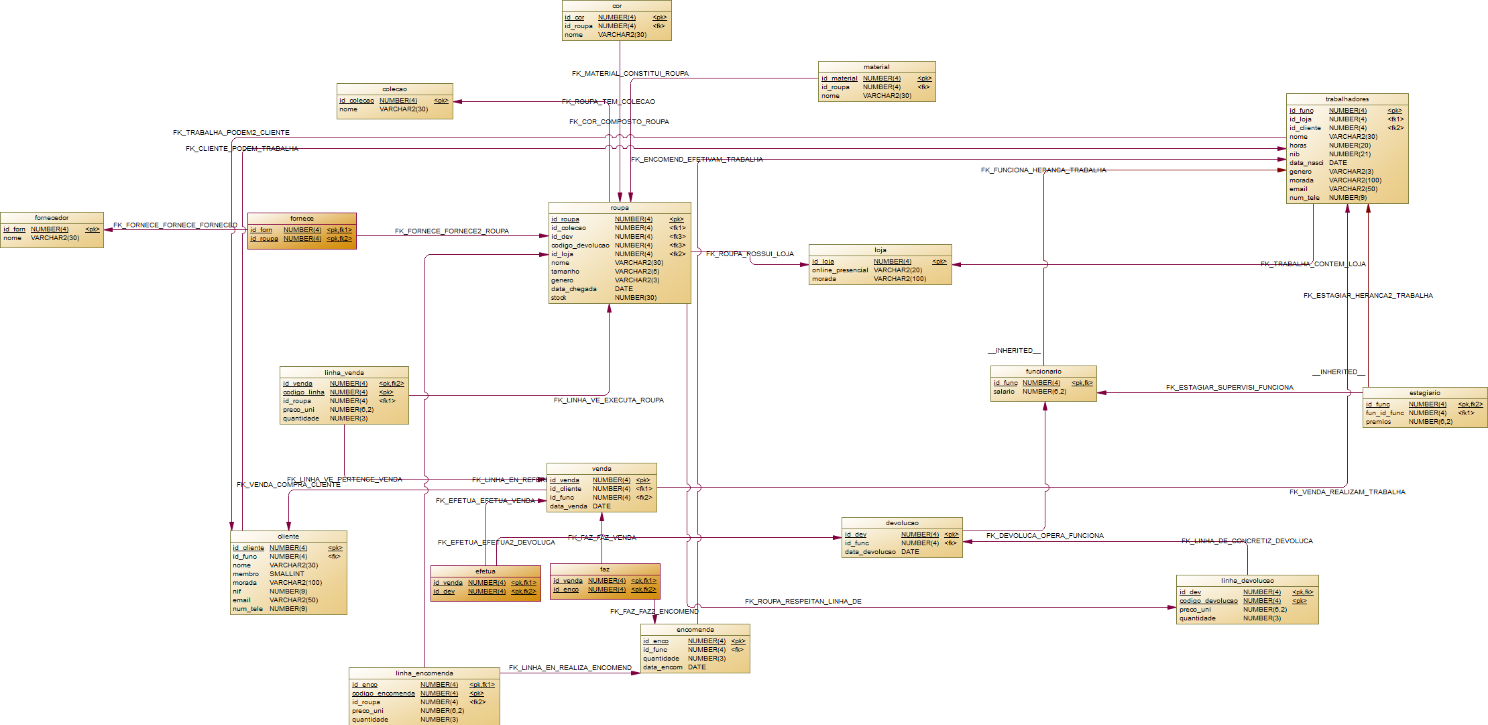 cor
id_cor NUMBER(4) <pk>
id_roupa NUMBER(4) <fk>
nome VARCHAR2(30)
FK_MATERIAL_CONSTITUI_ROUPA
material
id_material NUMBER(4) <pk>
id_roupa NUMBER(4) <fk>
nome VARCHAR2(30)
colecao
id_colecao NUMBER(4) <pk>
nome VARCHAR2(30)
FK_ROUPA_TEM_COLECAO
FK_COR_COMPOSTO_ROUPA
trabalhadores
id_func NUMBER(4) <pk>
id_loja NUMBER(4) <fk1>
id_cliente NUMBER(4) <fk2>
nome VARCHAR2(30)
horas NUMBER(20)
nib NUMBER(21)
data_nasci DATE
genero VARCHAR2(3)
morada VARCHAR2(100)
email VARCHAR2(50)
num_tele NUMBER(9)
FK_TRABALHA_PODEM2_CLIENTE
FK_CLIENTE_PODEM_TRABALHA
FK_ENCOMEND_EFETIVAM_TRABALHA
FK_FUNCIONA_HERANCA_TRABALHA
fornecedor
id_forn NUMBER(4) <pk>
nome VARCHAR2(30)
FK_FORNECE_FORNECE_FORNECED
fornece
id_forn NUMBER(4) <pk,fk1>
id_roupa NUMBER(4) <pk,fk2>
FK_FORNECE_FORNECE2_ROUPA
roupa
id_roupa NUMBER(4) <pk>
id_colecao NUMBER(4) <fk1>
id_dev NUMBER(4) <fk3>
codigo_devolucao NUMBER(4) <fk3>
id_loja NUMBER(4) <fk2>
nome VARCHAR2(30)
tamanho VARCHAR2(5)
genero VARCHAR2(3)
data_chegada DATE
stock NUMBER(30)
FK_ROUPA_POSSUI_LOJA
loja
id_loja NUMBER(4) <pk>
online_presencial VARCHAR2(20)
morada VARCHAR2(100)
FK_TRABALHA_CONTEM_LOJA
FK_ESTAGIAR_HERANCA2_TRABALHA
__INHERITED__
__INHERITED__
linha_venda
id_venda NUMBER(4) <pk,fk2>
codigo_linha NUMBER(4) <pk>
id_roupa NUMBER(4) <fk1>
preco_uni NUMBER(6,2)
quantidade NUMBER(3)
FK_LINHA_VE_EXECUTA_ROUPA
funcionario
id_func NUMBER(4) <pk,fk>
salario NUMBER(6,2)
FK_ESTAGIAR_SUPERVISI_FUNCIONA
estagiario
id_func NUMBER(4) <pk,fk2>
fun_id_func NUMBER(4) <fk1>
premios NUMBER(6,2)
FK_LINHA_VE_PERTENCE_VENDA
FK_VENDA_COMPRA_CLIENTE
FK_LINHA_EN_REFER
venda
id_venda NUMBER(4) <pk>
id_cliente NUMBER(4) <fk1>
id_func NUMBER(4) <fk2>
data_venda DATE
FK_EFETUA_EFETUA_VENDA
FK_VENDA_REALIZAM_TRABALHA
cliente
id_cliente NUMBER(4) <pk>
id_func NUMBER(4) <fk>
nome VARCHAR2(30)
membro SMALLINT
morada VARCHAR2(100)
nif NUMBER(9)
email VARCHAR2(50)
num_tele NUMBER(9)
FK_EFETUA_EFETUA2_DEVOLUCA
FK_FAZ_FAZ_VENDA
devolucao
id_dev NUMBER(4) <pk>
id_func NUMBER(4) <fk>
data_devolucao DATE
FK_DEVOLUCA_OPERA_FUNCIONA
FK_LINHA_DE_CONCRETIZ_DEVOLUCA
efetua
id_venda NUMBER(4) <pk,fk1>
id_dev NUMBER(4) <pk,fk2>
faz
id_venda NUMBER(4) <pk,fk1>
id_enco NUMBER(4) <pk,fk2>
linha_devolucao
id_dev NUMBER(4) <pk,fk>
codigo_devolucao NUMBER(4) <pk>
preco_uni NUMBER(6,2)
quantidade NUMBER(3)
FK_ROUPA_RESPEITAN_LINHA_DE
FK_FAZ_FAZ2_ENCOMEND
encomenda
id_enco NUMBER(4) <pk>
id_func NUMBER(4) <fk>
quantidade NUMBER(3)
data_encom DATE
FK_LINHA_EN_REALIZA_ENCOMEND
linha_encomenda
id_enco NUMBER(4) <pk,fk1>
codigo_encomenda NUMBER(4) <pk>
id_roupa NUMBER(4) <fk2>
preco_uni NUMBER(6,2)
quantidade NUMBER(3)